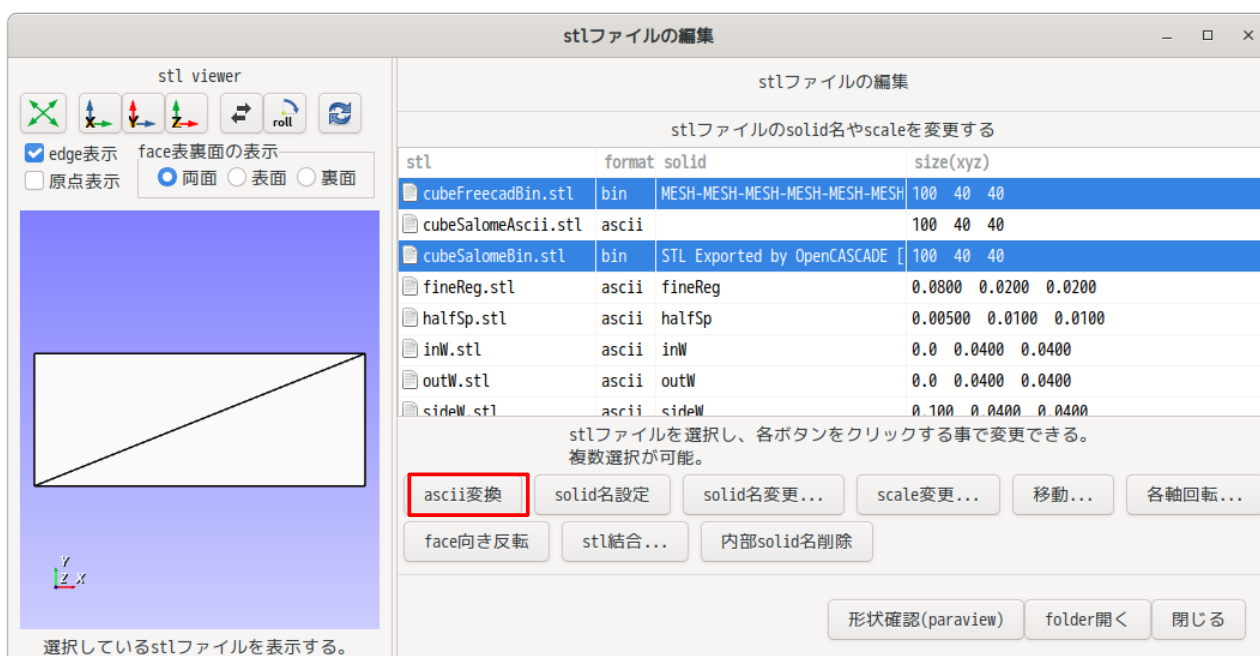 stlファイルの編集
stl viewer
roll
edge表示
原点表示
face表裏面の表示
両面 表面 裏面
Y
Z X
選択しているstlファイルを表示する。
stlファイルの編集
stlファイルのsolid名やscaleを変更する
stl format solid size(xyz)
cubeFreecadBin.stl bin MESH-MESH-MESH-MESH-MESH-MESH 100 40 40
cubeSalomeAscii.stl ascii 100 40 40
cubeSalomeBin.stl bin STL Exported by OpenCASCADE [ 100 40 40
fineReg.stl ascii fineReg 0.0800 0.0200 0.0200
halfSp.stl ascii halfSp 0.00500 0.0100 0.0100
inW.stl ascii inW 0.0 0.0400 0.0400
outW.stl ascii outW 0.0 0.0400 0.0400
sideW.stl ascii sideW 0.100 0.0400 0.0400
stlファイルを選択し、各ボタンをクリックする事で変更できる。
複数選択が可能。
ascii変換 solid名設定 solid名変更... scale変更... 移動... 各軸回転...
face向き反転 stl結合... 内部solid名削除
形状確認(paraview) folder開く 閉じる